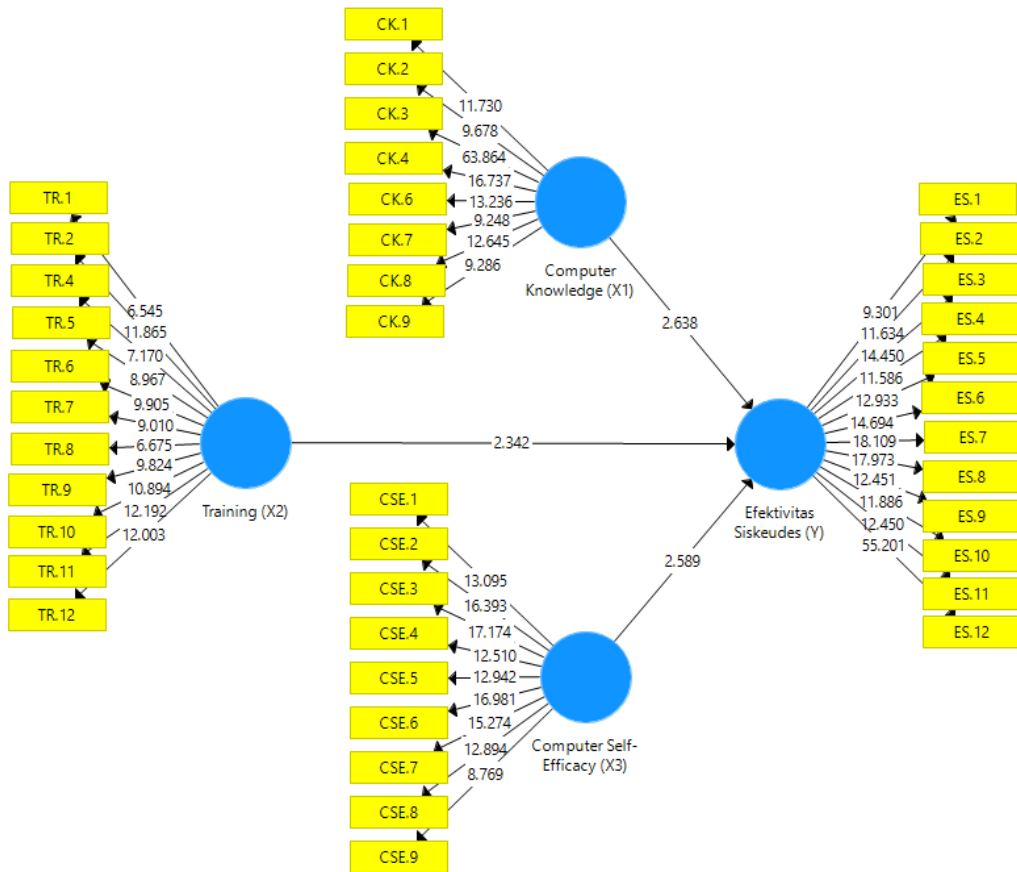 CK.1
CK.2
CK.3
CK.4
CK.6
CK.7
CK.8
CK.9
11.730
9.678
63.864
16.737
13.236
9.248
12.645
9.286
Computer
Knowledge (X1)
2.638
TR.1
TR.2
TR.4
TR.5
TR.6
TR.7
TR.8
TR.9
TR.10
TR.11
TR.12
6.545
11.865
7.170
8.967
9.905
9.010
6.675
9.824
10.894
12.192
12.003
Training (X2)
2.342
CSE.1
CSE.2
CSE.3
CSE.4
CSE.5
CSE.6
CSE.7
CSE.8
CSE.9
13.095
16.393
17.174
12.510
12.942
16.981
15.274
12.894
8.769
Computer Self-
Efficacy (X3)
2.589
Efektivitas
Siskeudes (Y)
9.301
11.634
14.450
11.586
12.933
14.694
18.109
17.973
12.451
11.886
12.450
55.201
ES.1
ES.2
ES.3
ES.4
ES.5
ES.6
ES.7
ES.8
ES.9
ES.10
ES.11
ES.12